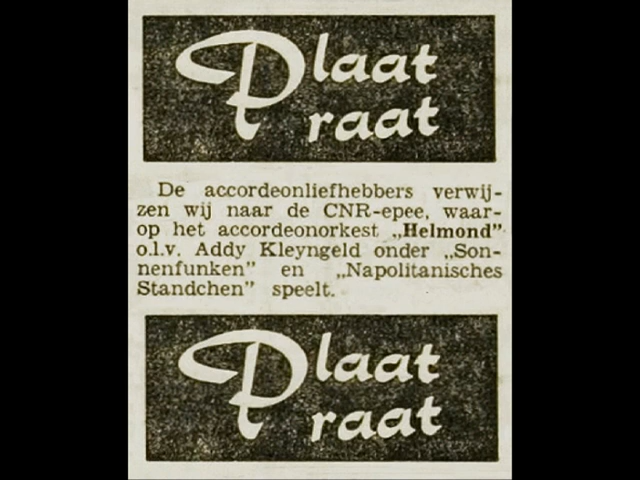 Plaat
Praat
De accordeonliefhebbers verwij-
zen wij naar de CNR-epee, waar-
op het accordeonorkest „Helmond”
o.l.v. Addy Kleyngeld onder „Son-
nenfunken” en „Napolitanisches
Standchen” speelt.
Plaat
Praat